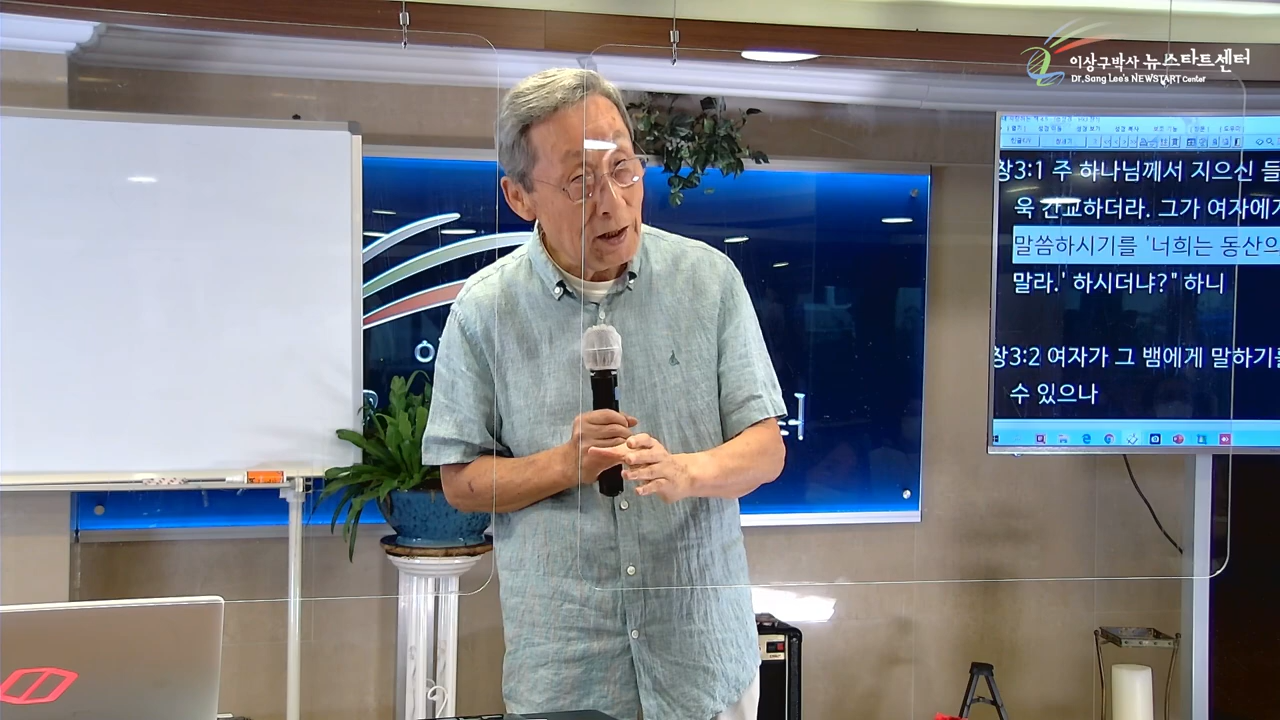 이상구박사 뉴스타트센터
Dr. Sang Lee's NEWSTART Center
창3:1 주 하나님께서 지으신 들
욱 간교하더라. 그가 여자에게
말씀하시기를 '너희는 동산의
말라.' 하시더냐?" 하니
창3:2 여자가 그 뱀에게 말하기를
수 있으나